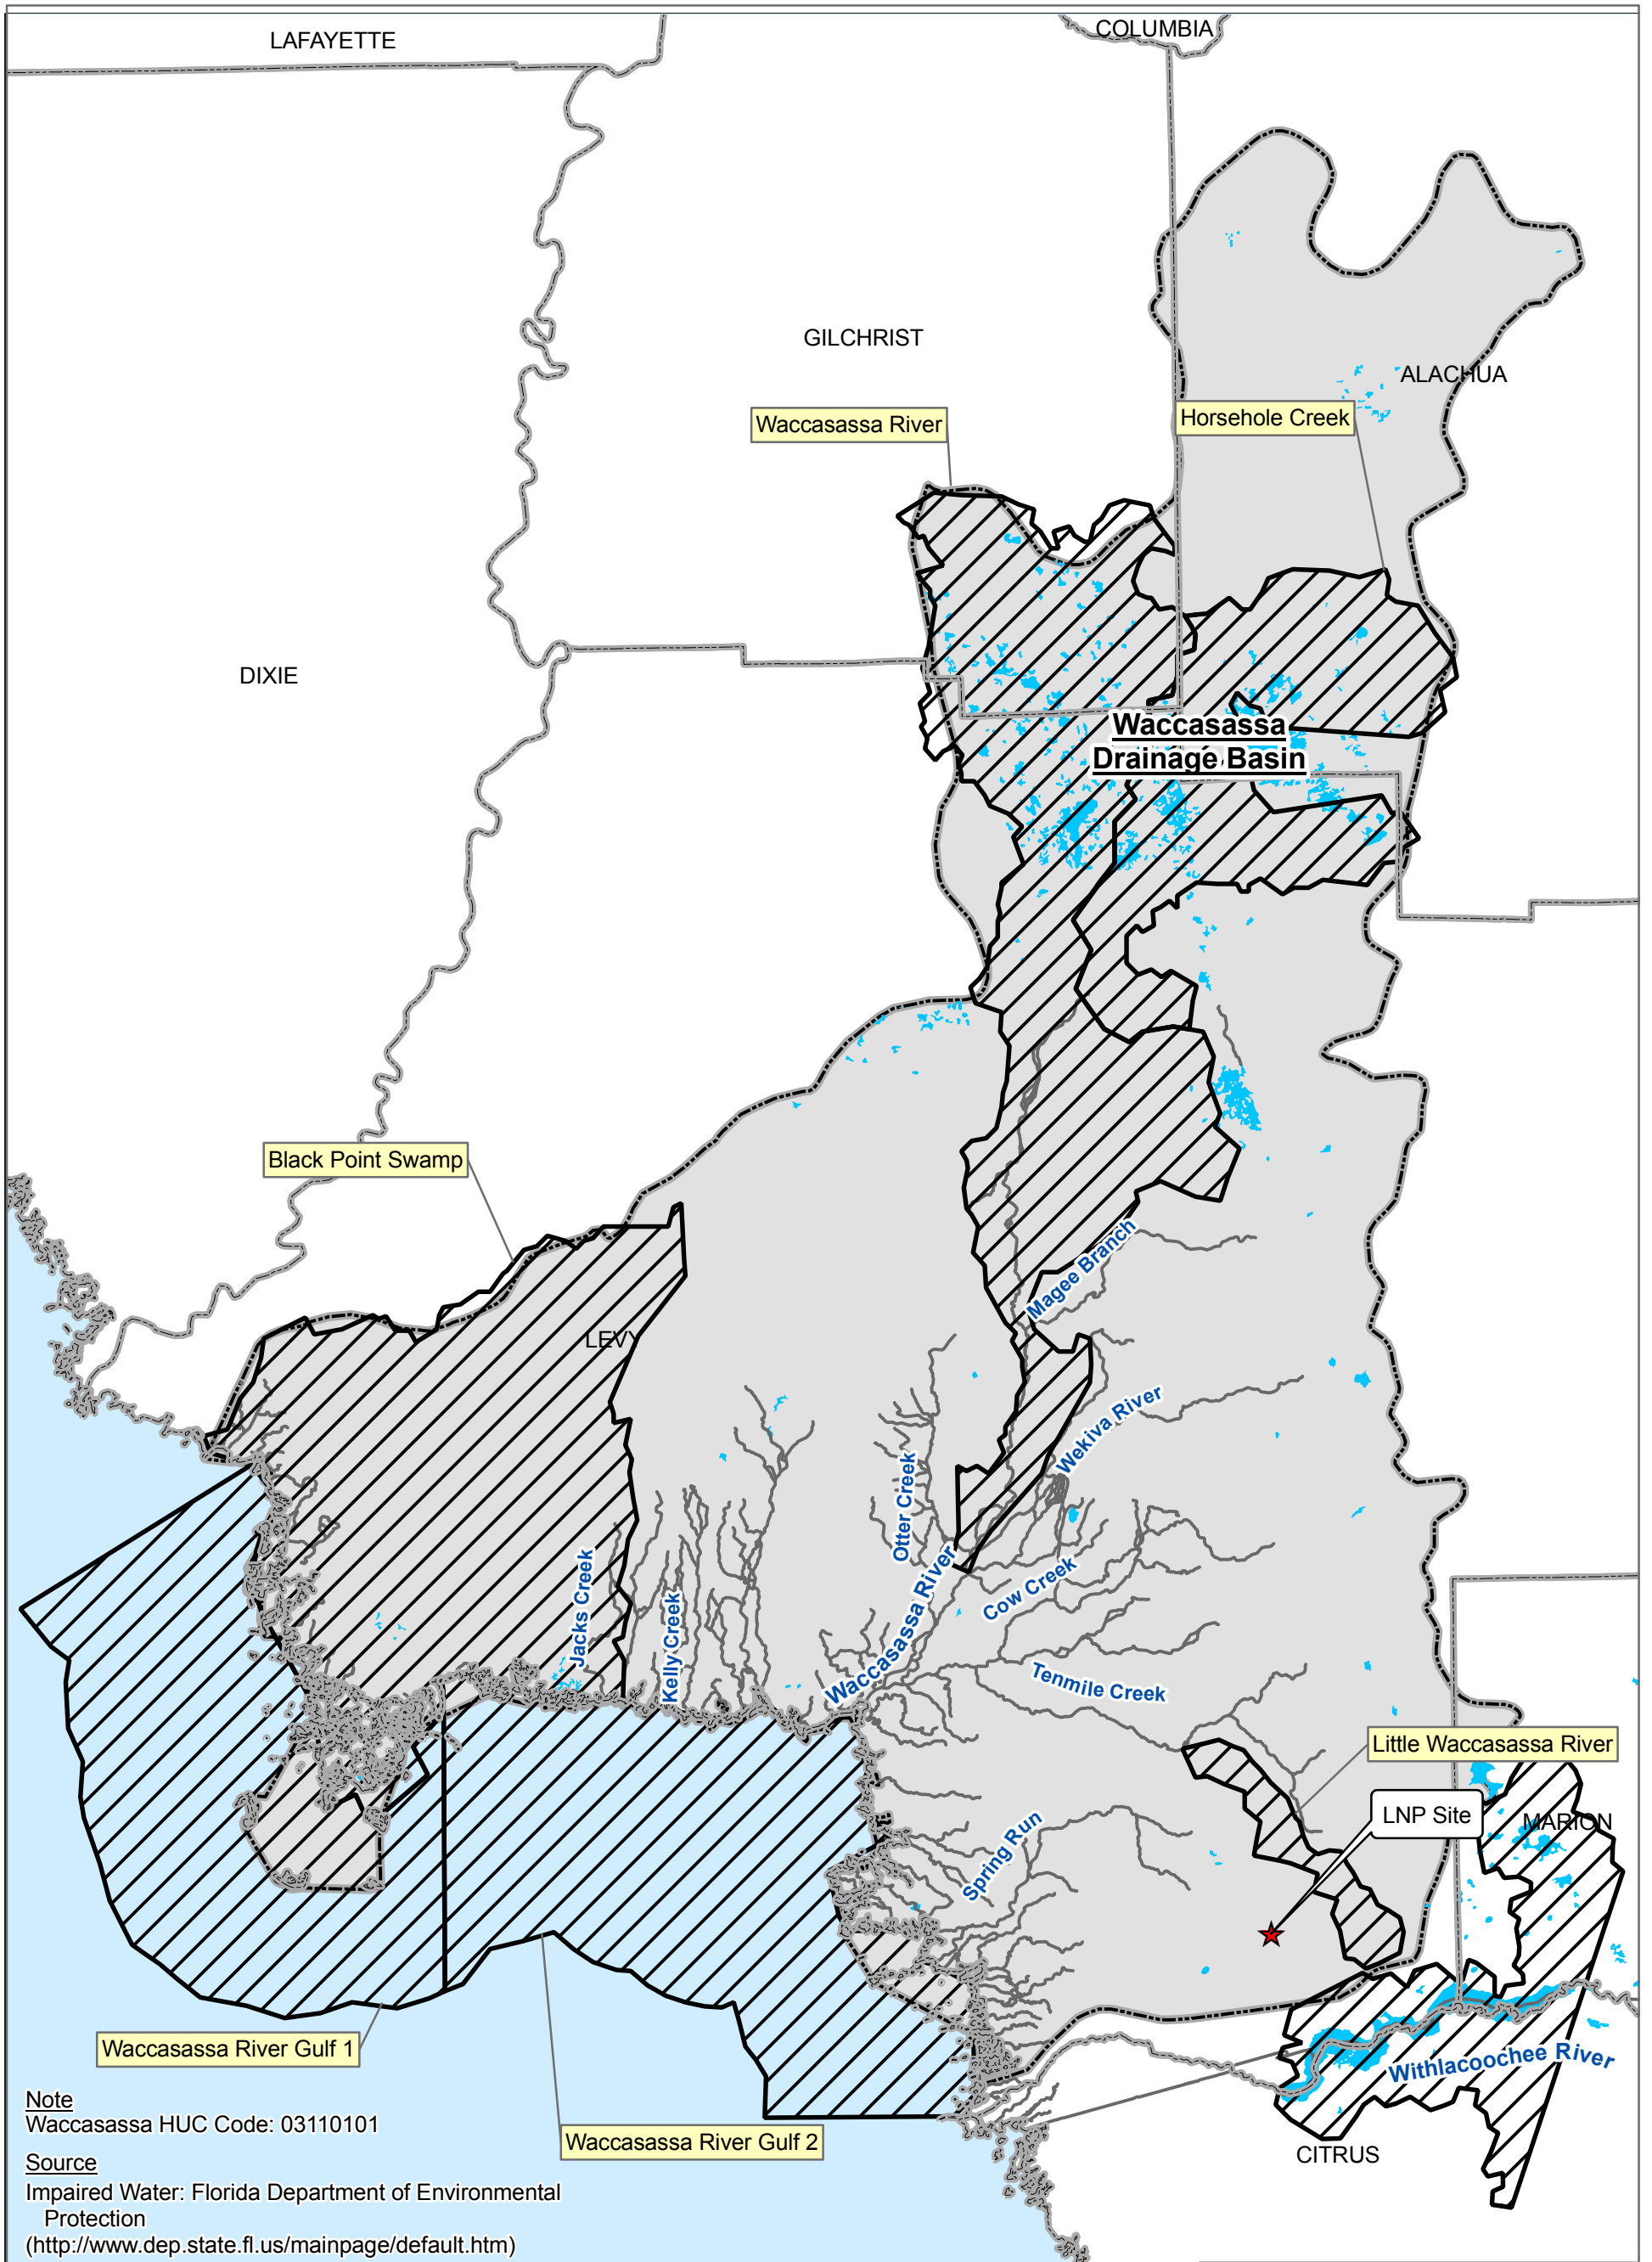 LAFAYETTE
COLUMBIA
GILCHRIST
ALACHUA
Waccasassa River
Horsehole Creek
DIXIE
Waccasassa
Drainage Basin
Black Point Swamp
Magee Branch
LEVY
Wekiva River
Otter Creek
Waccasassa River
Cow Creek
Jacks Creek
Kelly Creek
Tenmile Creek
Little Waccasassa River
LNP Site
MARION
Spring Run
Withlacoochee River
Waccasassa River Gulf 1
Waccasassa River Gulf 2
CITRUS
Note
Waccasassa HUC Code: 03110101
Source
Impaired Water: Florida Department of Environmental
Protection
(http://www.dep.state.fl.us/mainpage/default.htm)